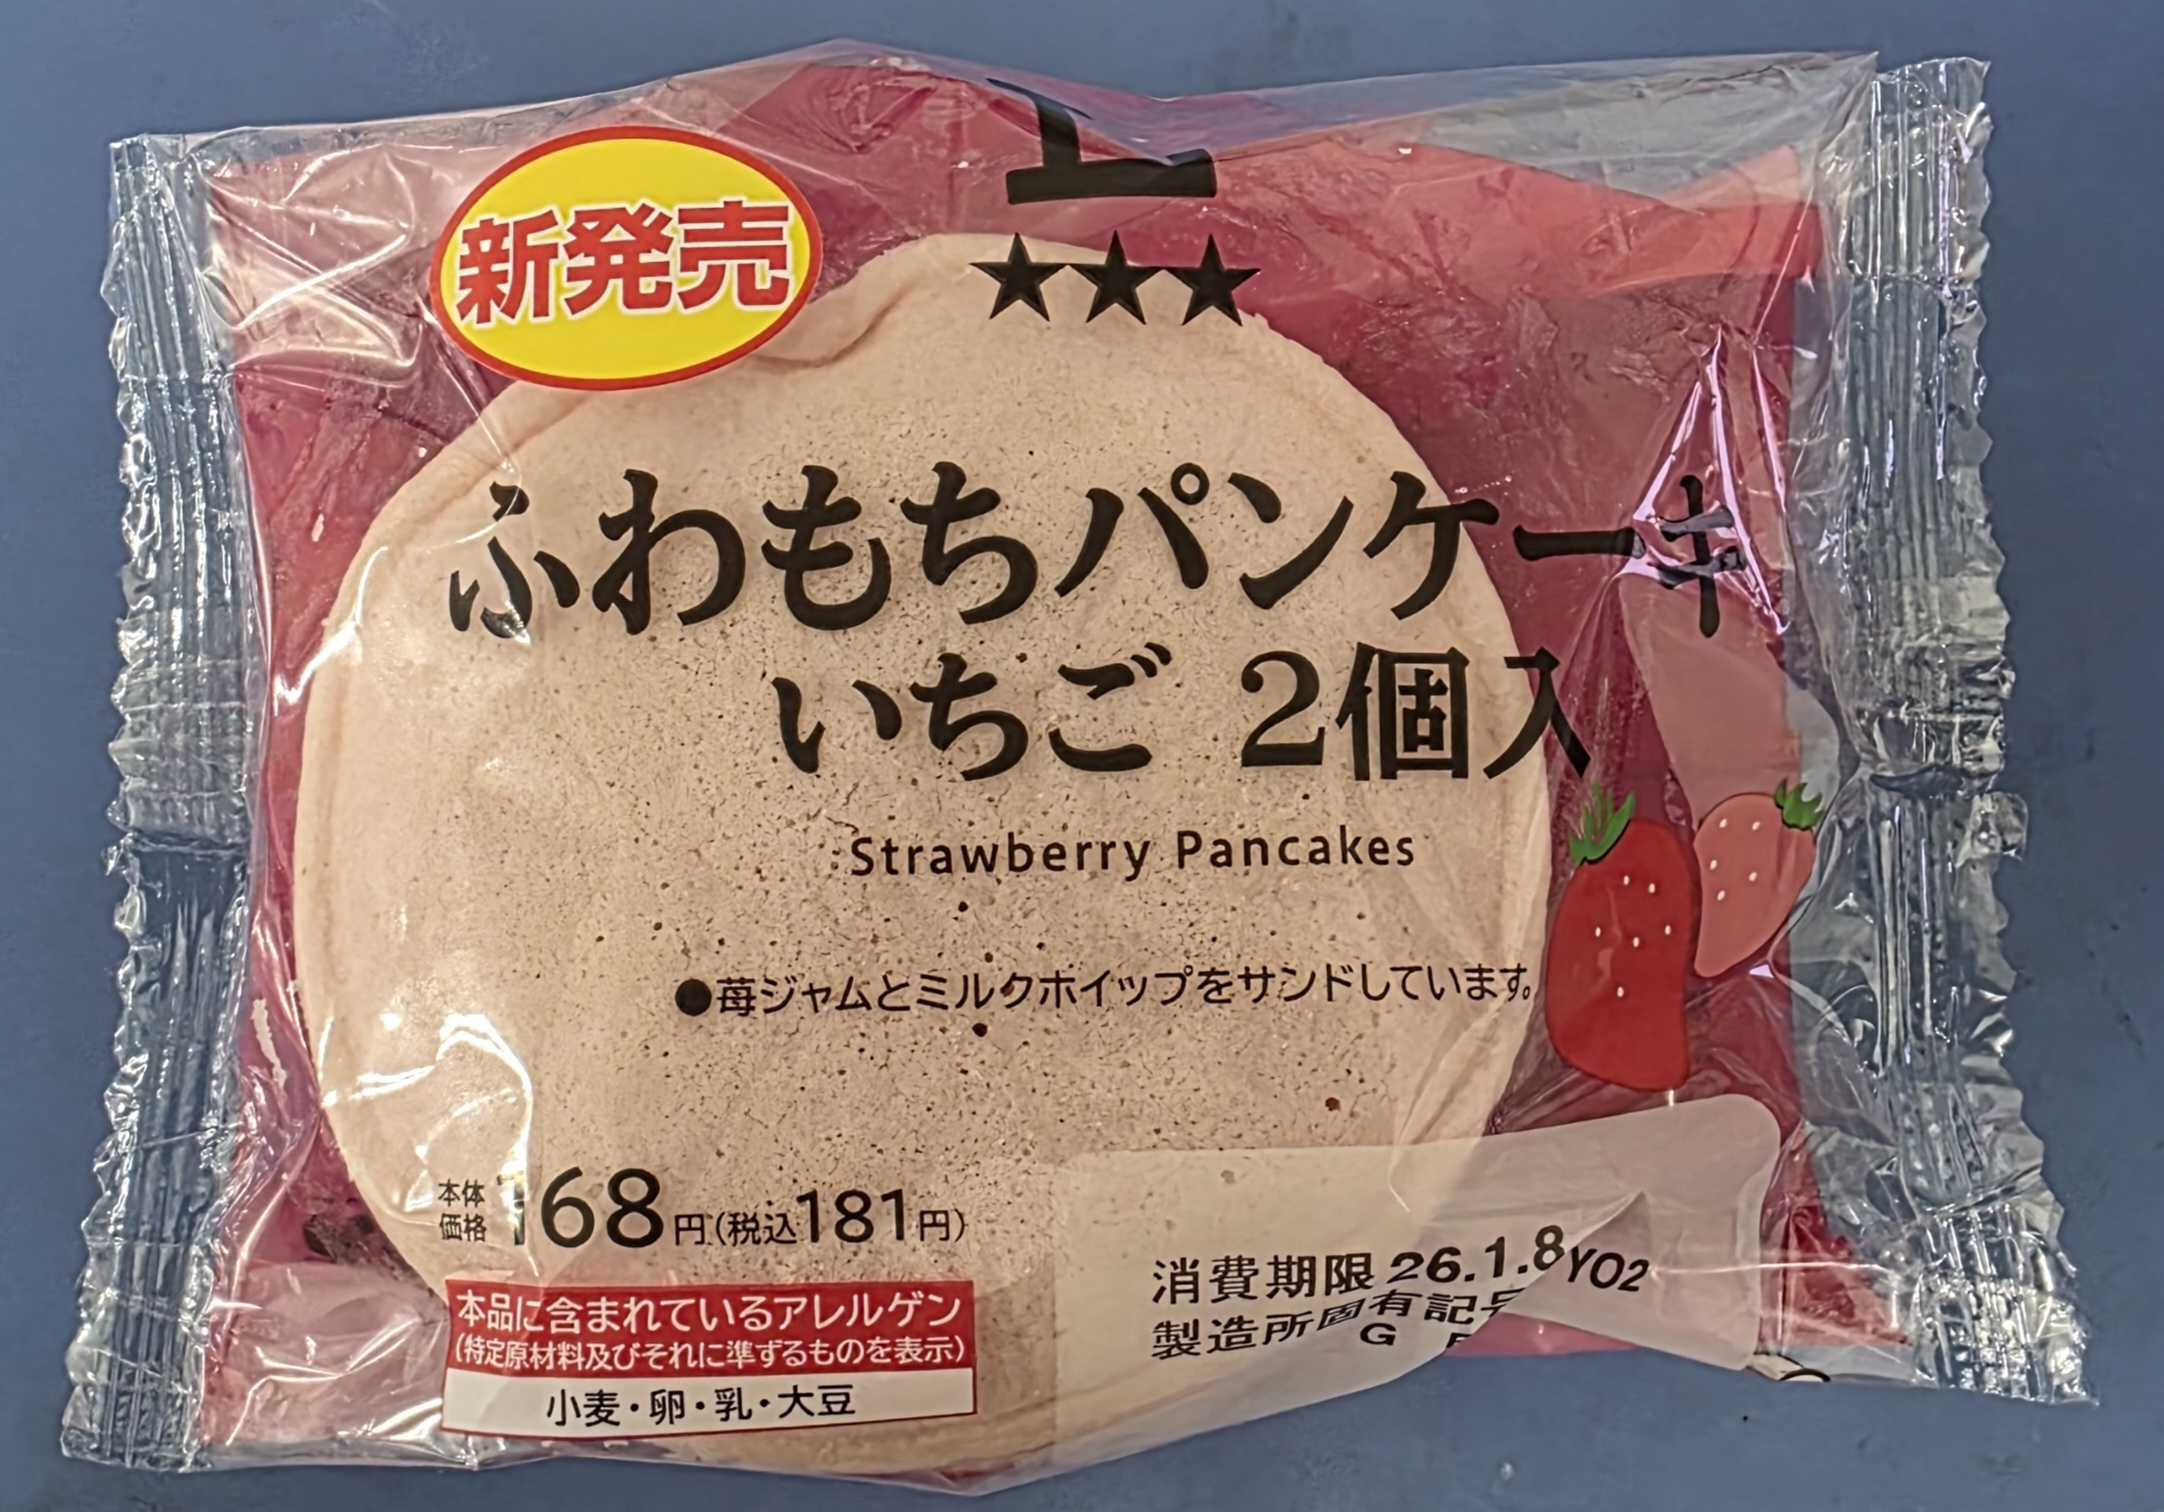 新発売
★★★
ふわもちパンケーキ
いちご 2個入
Strawberry Pancakes
●苺ジャムとミルクホイップをサンドしています。
本体価格 168円(税込181円)
消費期限 26.1.8 YO2
製造所固有記号
G
本品に含まれているアレルゲン
(特定原材料及びそれに準ずるものを表示)
小麦・卵・乳・大豆